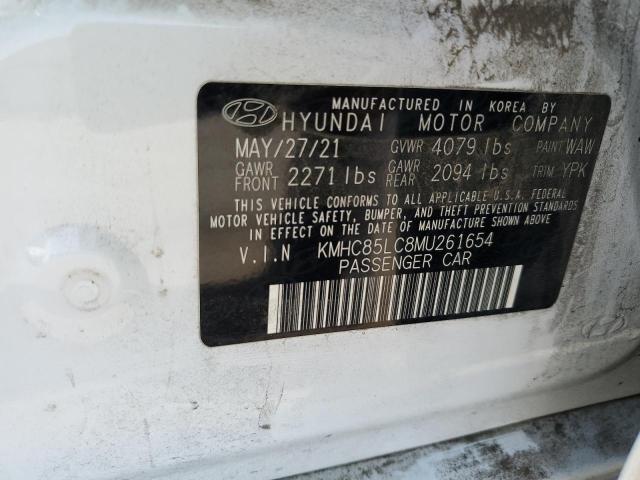 MANUFACTURED IN KOREA BY
HYUNDAI MOTOR COMPANY
MAY/27/21 GVWR 4079 lbs PAINT WAW
GAWR FRONT 2271 lbs GAWR REAR 2094 lbs TRIM YPK
THIS VEHICLE CONFORMS TO ALL APPLICABLE U.S.A. FEDERAL
MOTOR VEHICLE SAFETY, BUMPER, AND THEFT PREVENTION STANDARDS
IN EFFECT ON THE DATE OF MANUFACTURE SHOWN ABOVE.
V.I.N KMHC85LC8MU261654
PASSENGER CAR